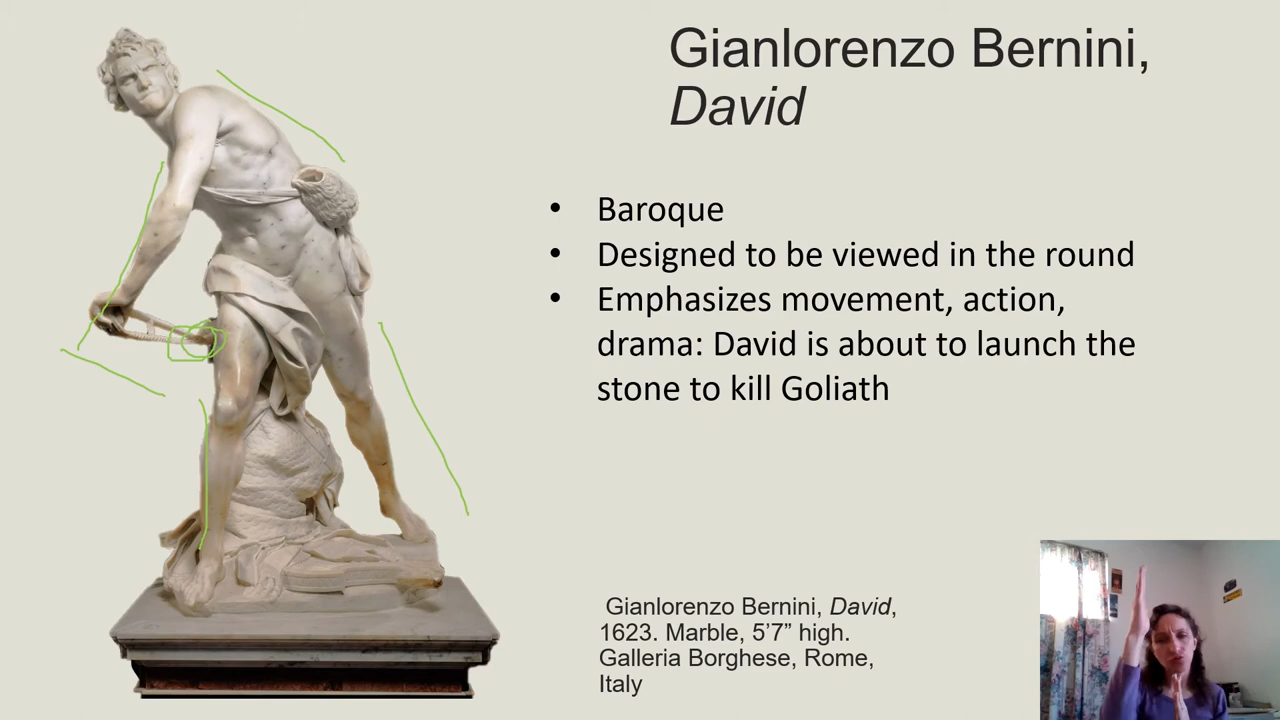 Gianlorenzo Bernini,
David
• Baroque
• Designed to be viewed in the round
• Emphasizes movement, action,
drama: David is about to launch the
stone to kill Goliath
Gianlorenzo Bernini, David,
1623. Marble, 5’7” high.
Galleria Borghese, Rome,
Italy